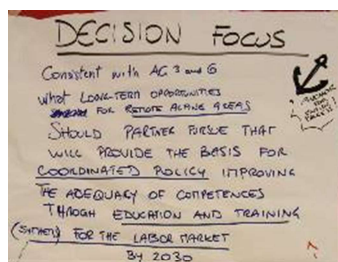 DECISION FOCUS
Consistent with AG 3 and 6
What LONG-TERM OPPORTUNITIES
FOR REMOTE ALPINE AREAS
SHOULD PARTNER PURSUE THAT
WILL PROVIDE THE BASIS FOR
COORDINATED POLICY IMPROVING
THE ADEQUACY OF COMPETENCES
THROGH EDUCATION AND TRAINING
FOR THE LABOR MARKET
BY 2030